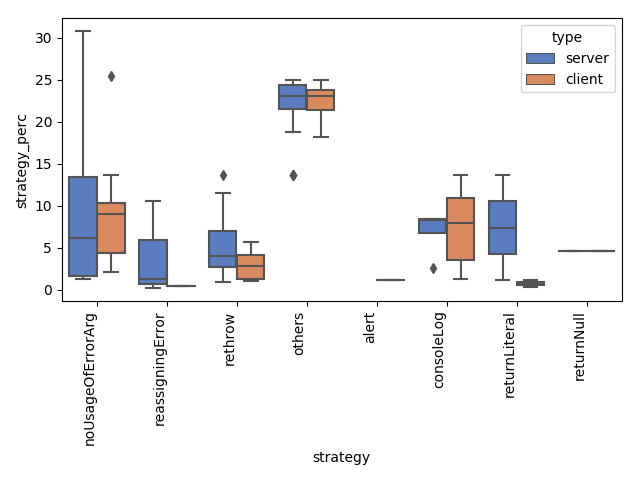 type
server
client
strategy_perc
30
25
20
15
10
5
0
noUsageOfErrorArg
reassigningError
rethrow
others
alert
consoleLog
returnLiteral
returnNull
strategy